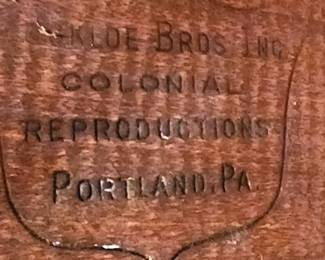 Bros Inc
Colonial
Reproductions
Portland, Pa.